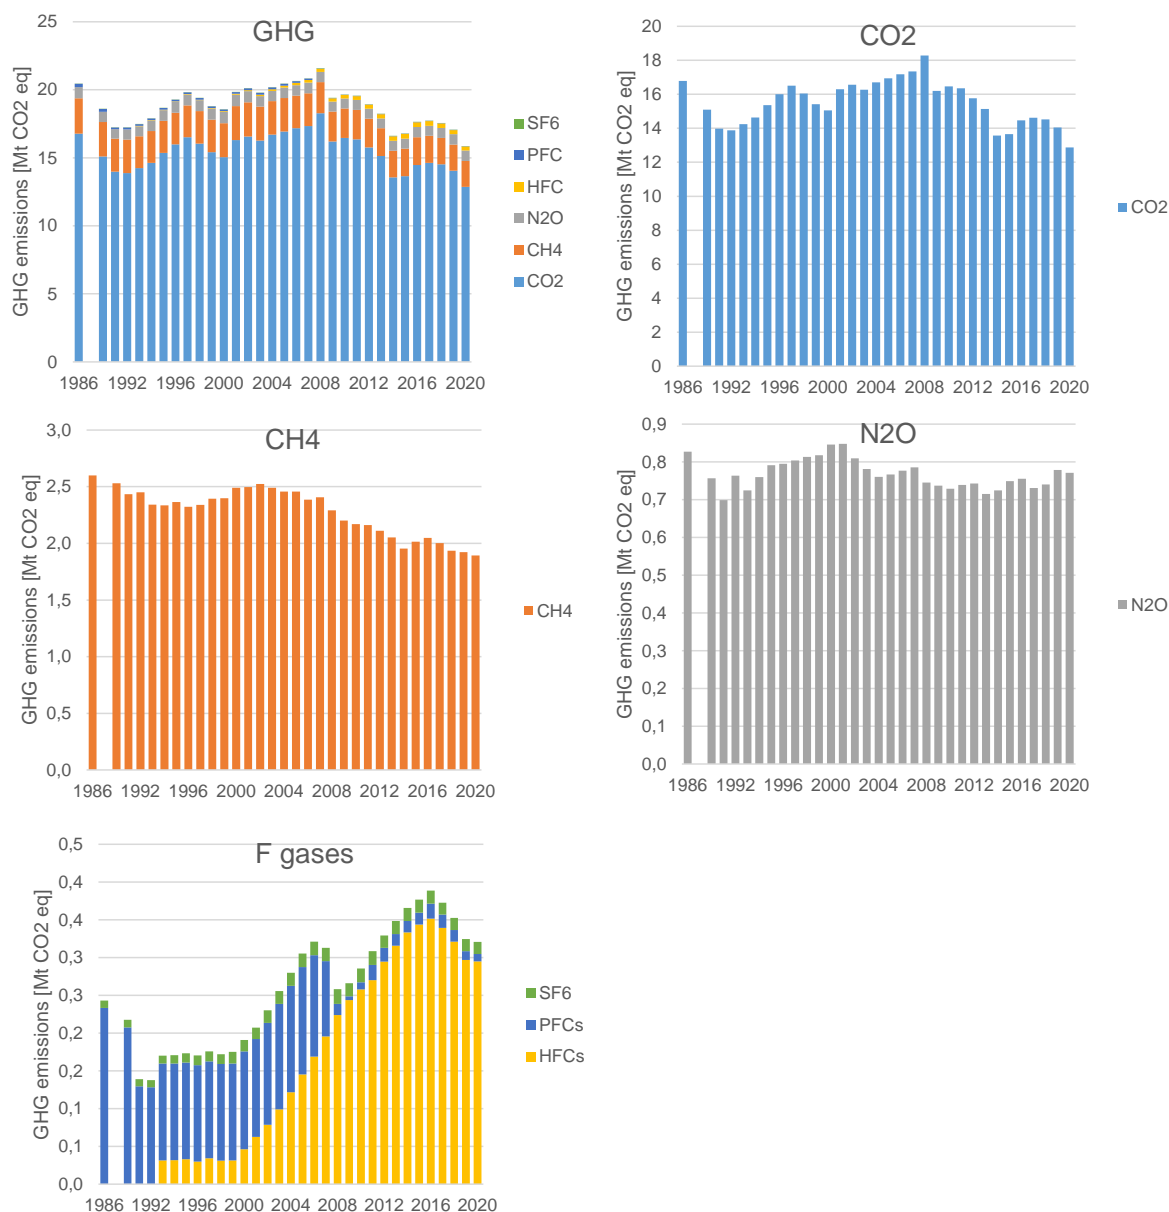 GHG
GHG emissions [Mt CO2 eq]
25
20
15
10
5
0
1986 1992 1996 2000 2004 2008 2012 2016 2020
SF6
PFC
HFC
N2O
CH4
CO2
CO2
GHG emissions [Mt CO2 eq]
20
18
16
14
12
10
8
6
4
2
0
1986 1992 1996 2000 2004 2008 2012 2016 2020
CO2
CH4
GHG emissions [Mt CO2 eq]
3,0
2,5
2,0
1,5
1,0
0,5
0,0
1986 1992 1996 2000 2004 2008 2012 2016 2020
CH4
N2O
GHG emissions [Mt CO2 eq]
0,9
0,8
0,7
0,6
0,5
0,4
0,3
0,2
0,1
0,0
1986 1992 1996 2000 2004 2008 2012 2016 2020
N2O
F gases
GHG emissions [Mt CO2 eq]
0,5
0,4
0,4
0,3
0,3
0,2
0,2
0,1
0,1
0,0
1986 1992 1996 2000 2004 2008 2012 2016 2020
SF6
PFCs
HFCs